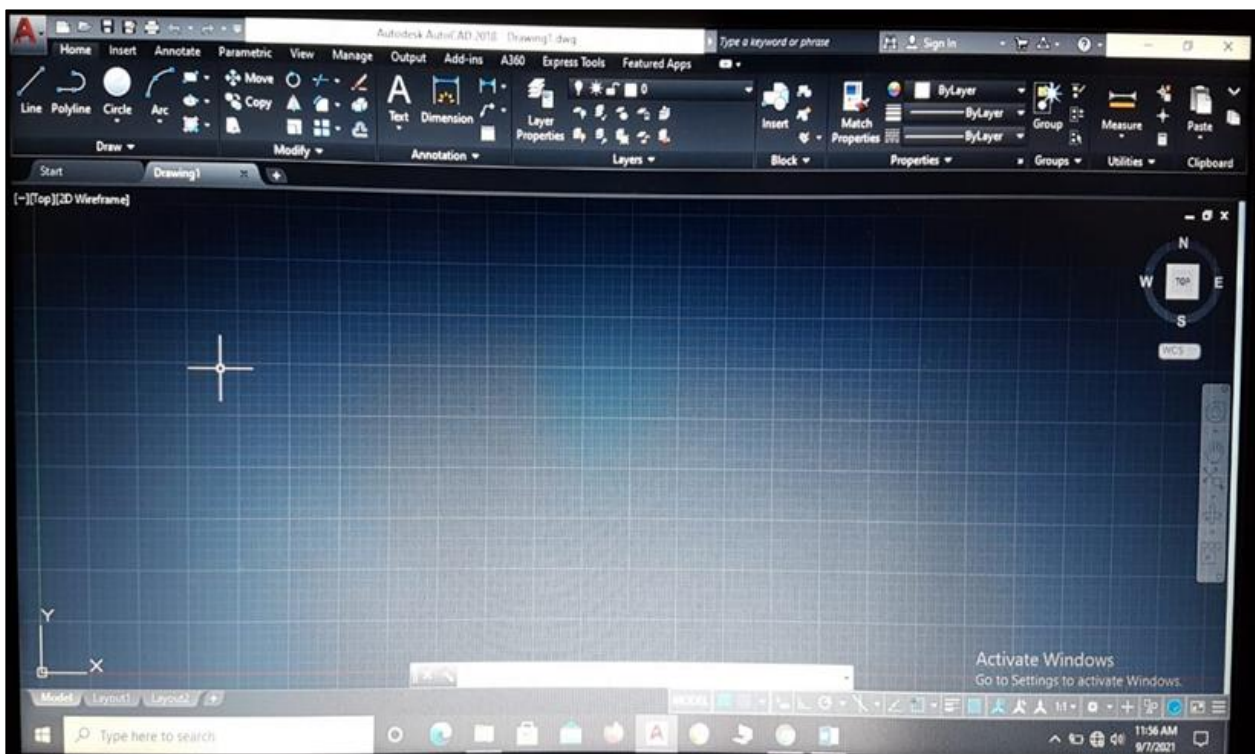 Autodesk AutoCAD 2018 Drawing1.dwg
Type a keyword or phrase
Sign In
Home Insert Annotate Parametric View Manage Output Add-ins A360 Express Tools Featured Apps
Line Polyline Circle Arc
Move
Copy
Text Dimension
Layer Properties
0
Insert
Match Properties
ByLayer
ByLayer
ByLayer
Group
Measure
Paste
Draw Modify Annotation Layers Block Properties Groups Utilities Clipboard
Start Drawing1
[-][Top][2D Wireframe]
N
W TOP E
S
WCS
Y
X
Activate Windows
Go to Settings to activate Windows.
Model Layout1 Layout2
MODEL
1:1
Type here to search
11:56 AM
9/7/2021